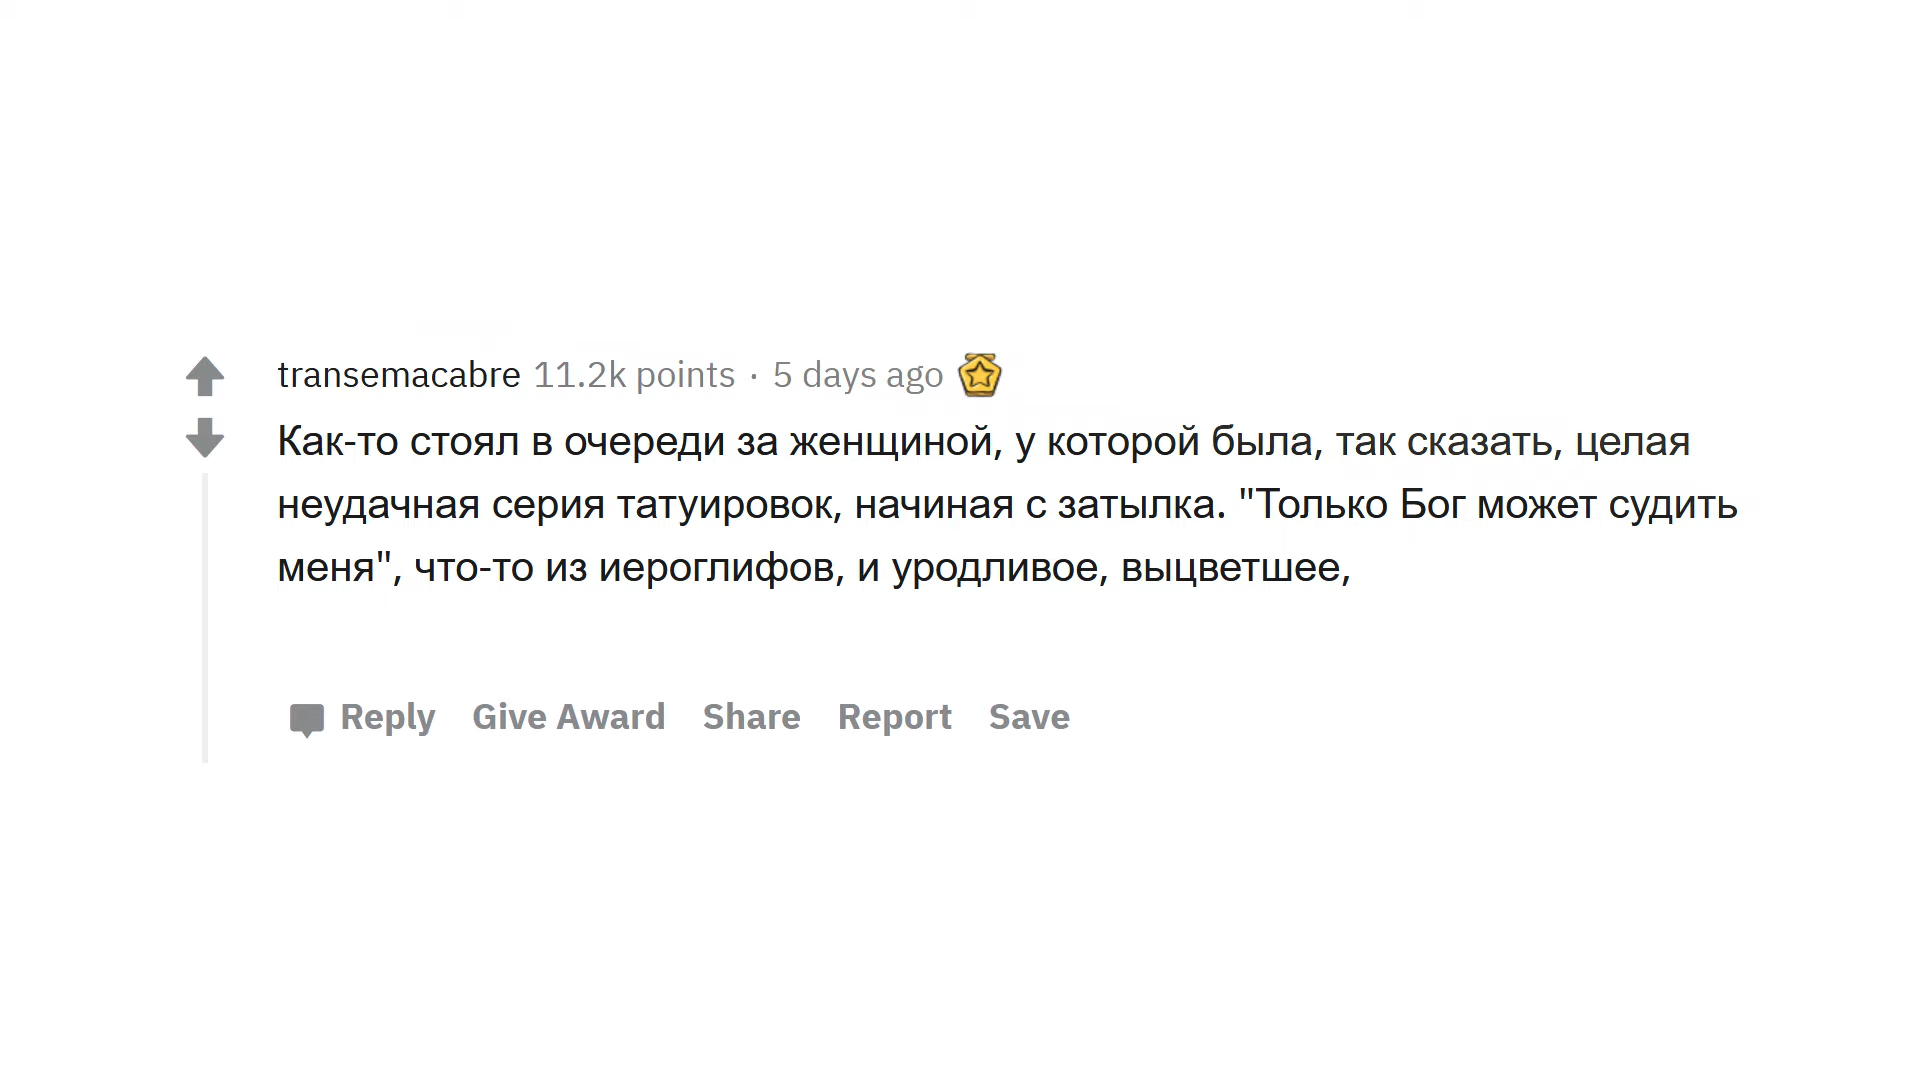 transemacabre 11.2k points · 5 days ago
Как-то стоял в очереди за женщиной, у которой была, так сказать, целая
неудачная серия татуировок, начиная с затылка. "Только Бог может судить
меня", что-то из иероглифов, и уродливое, выцветшее,
Reply Give Award Share Report Save